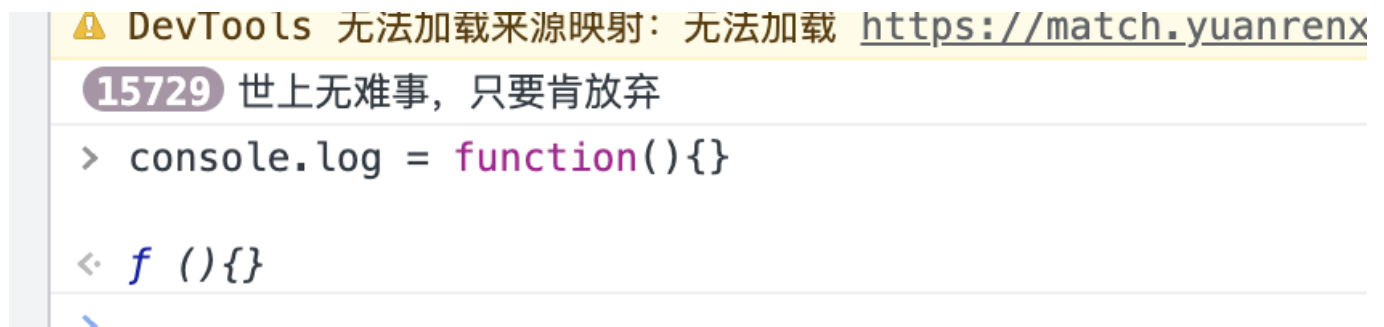 DevTools 无法加载来源映射：无法加载 https://match.yuanrenx
15729 世上无难事，只要肯放弃
> console.log = function(){}
<· f (){}
>